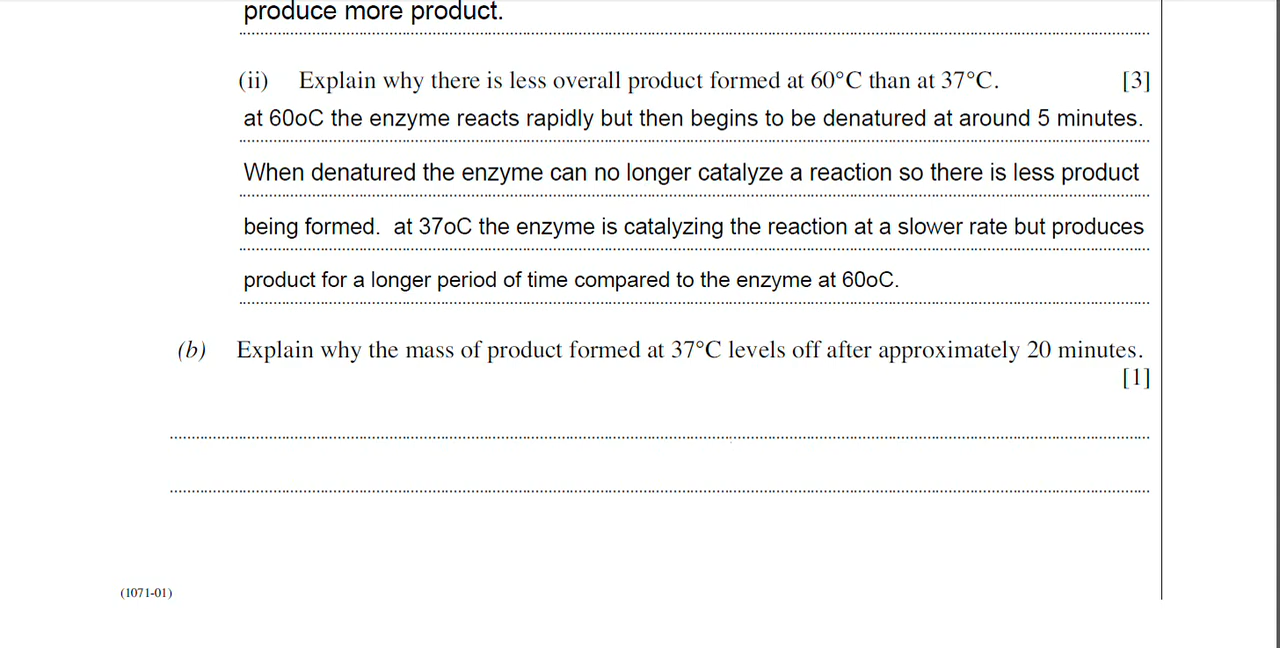 produce more product.
(ii) Explain why there is less overall product formed at 60°C than at 37°C. [3]
at 60oC the enzyme reacts rapidly but then begins to be denatured at around 5 minutes.
When denatured the enzyme can no longer catalyze a reaction so there is less product
being formed.  at 37oC the enzyme is catalyzing the reaction at a slower rate but produces
product for a longer period of time compared to the enzyme at 60oC.
(b) Explain why the mass of product formed at 37°C levels off after approximately 20 minutes.
[1]
(1071-01)